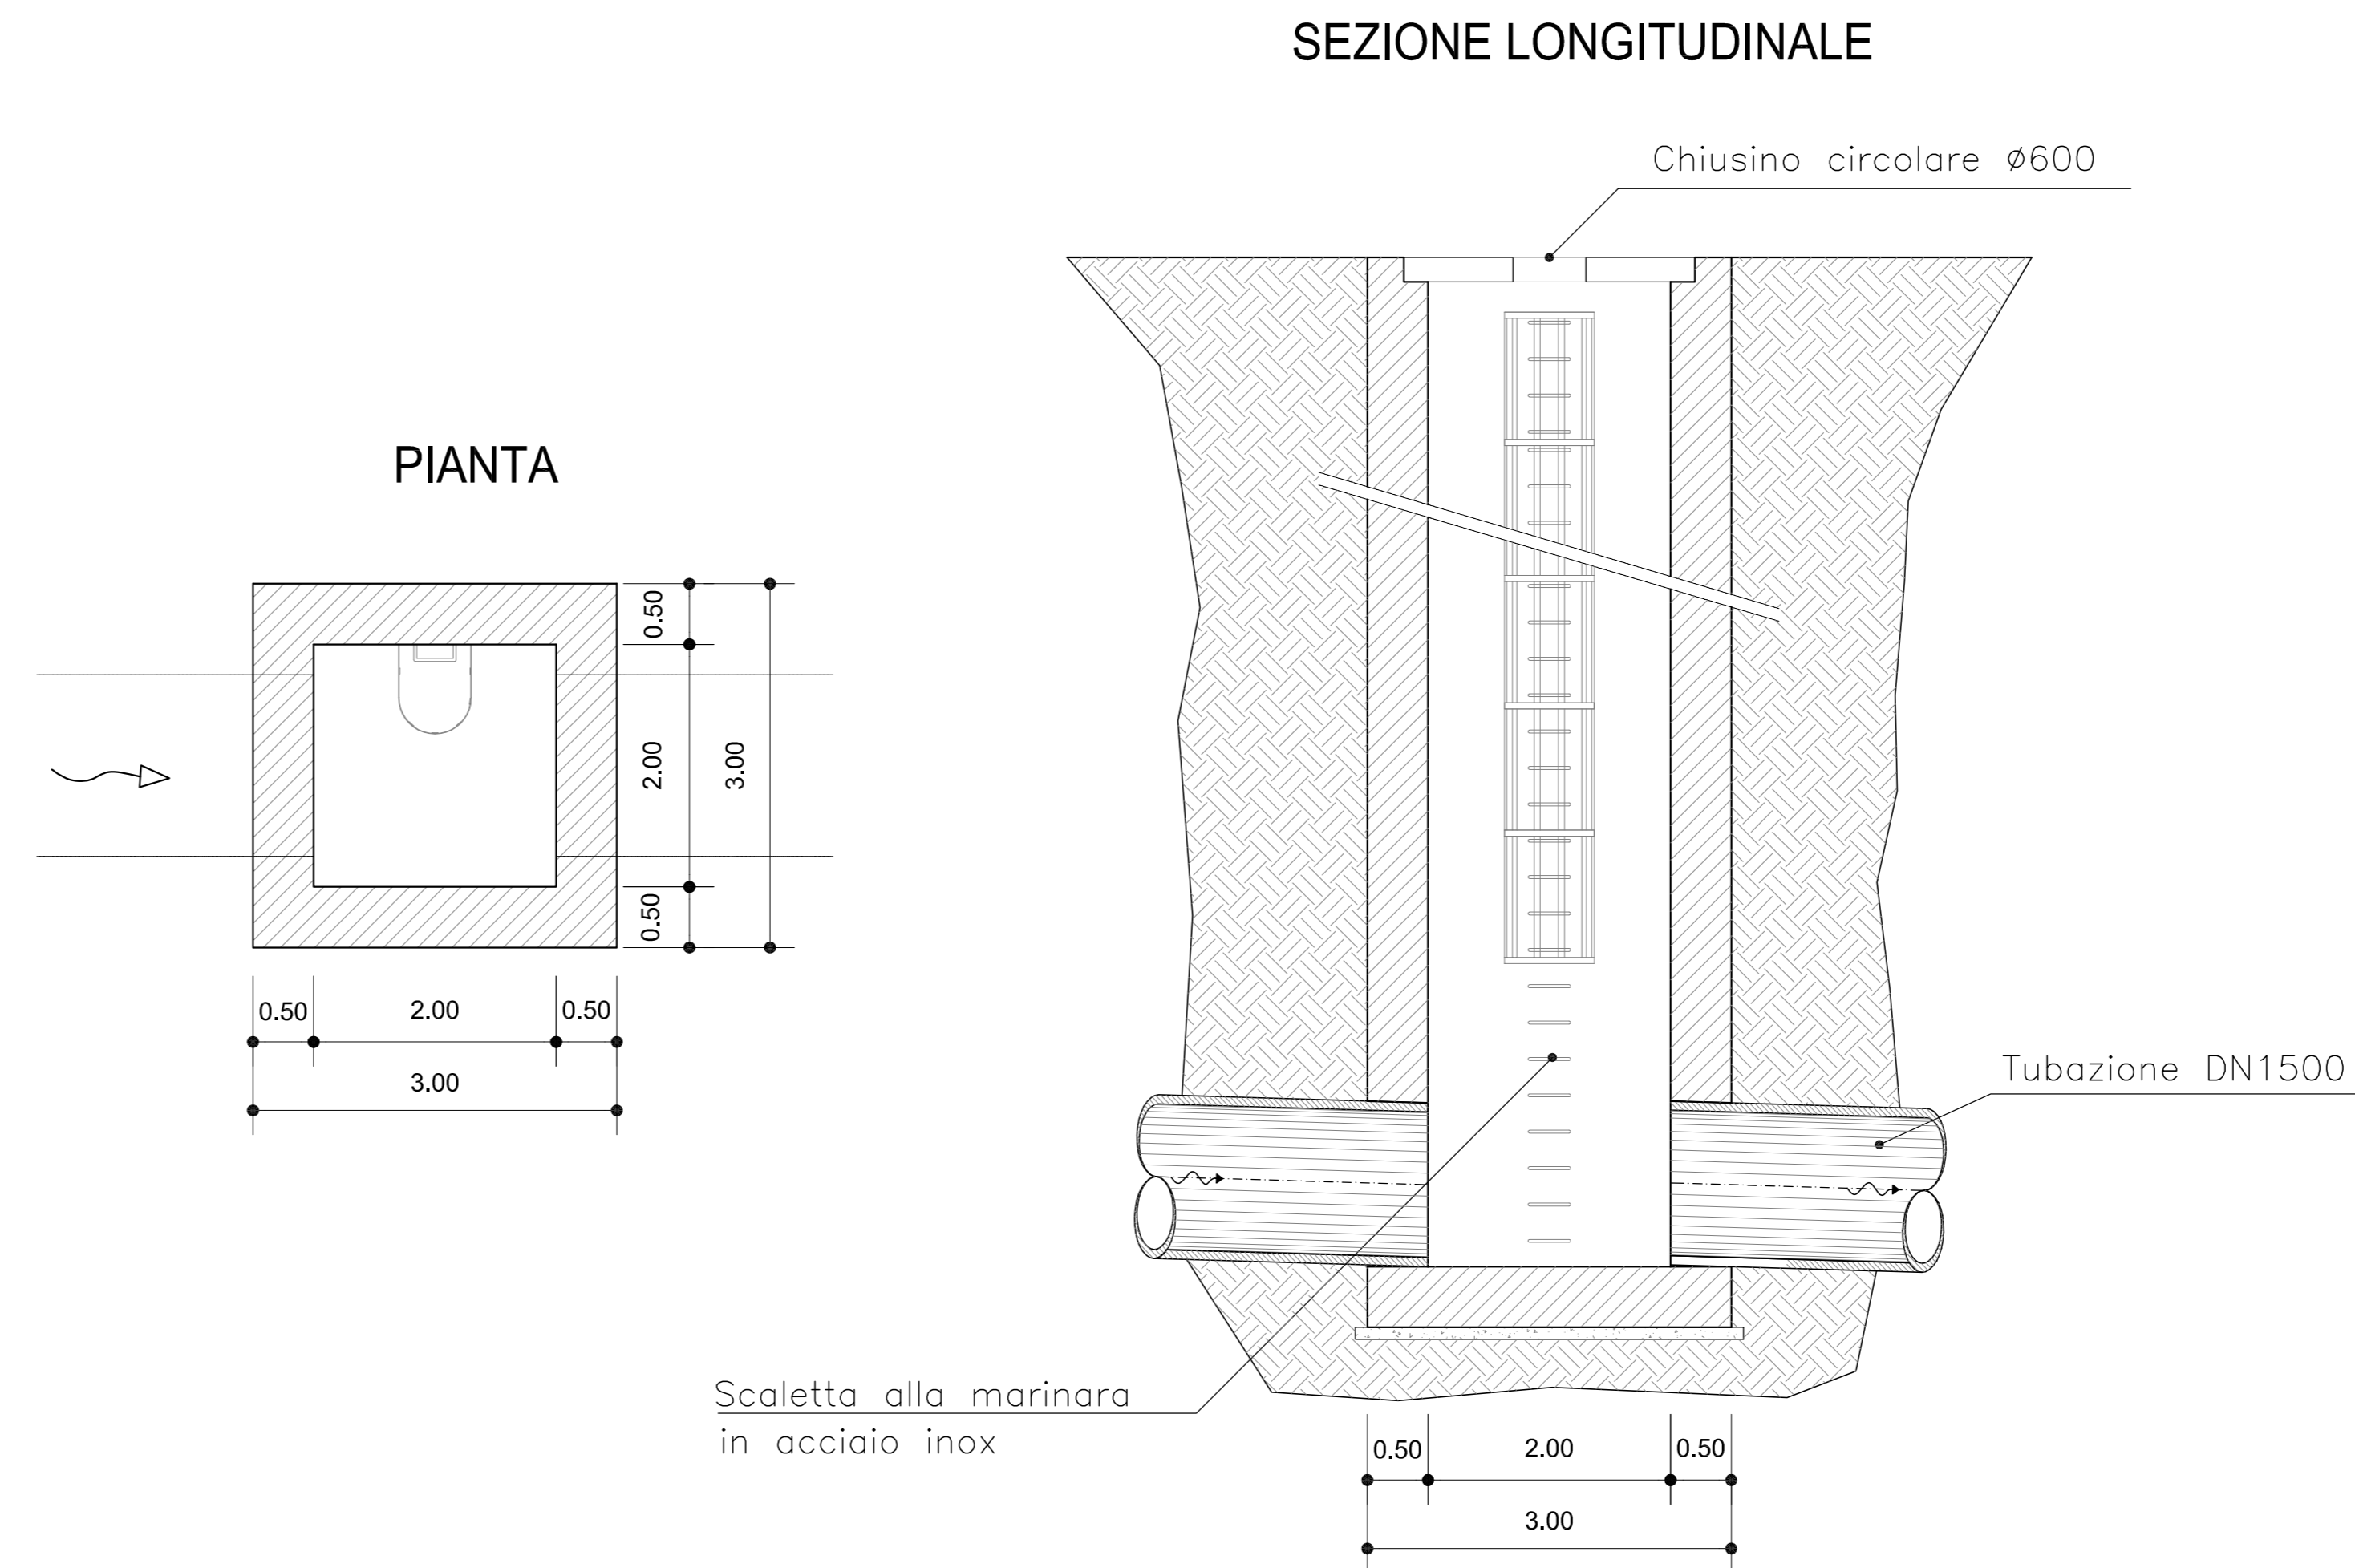 SEZIONE LONGITUDINALE
Chiusino circolare Ø600
PIANTA
0.50
2.00
3.00
0.50
0.50
2.00
0.50
3.00
Tubazione DN1500
Scaletta alla marinara
in acciaio inox
0.50
2.00
0.50
3.00